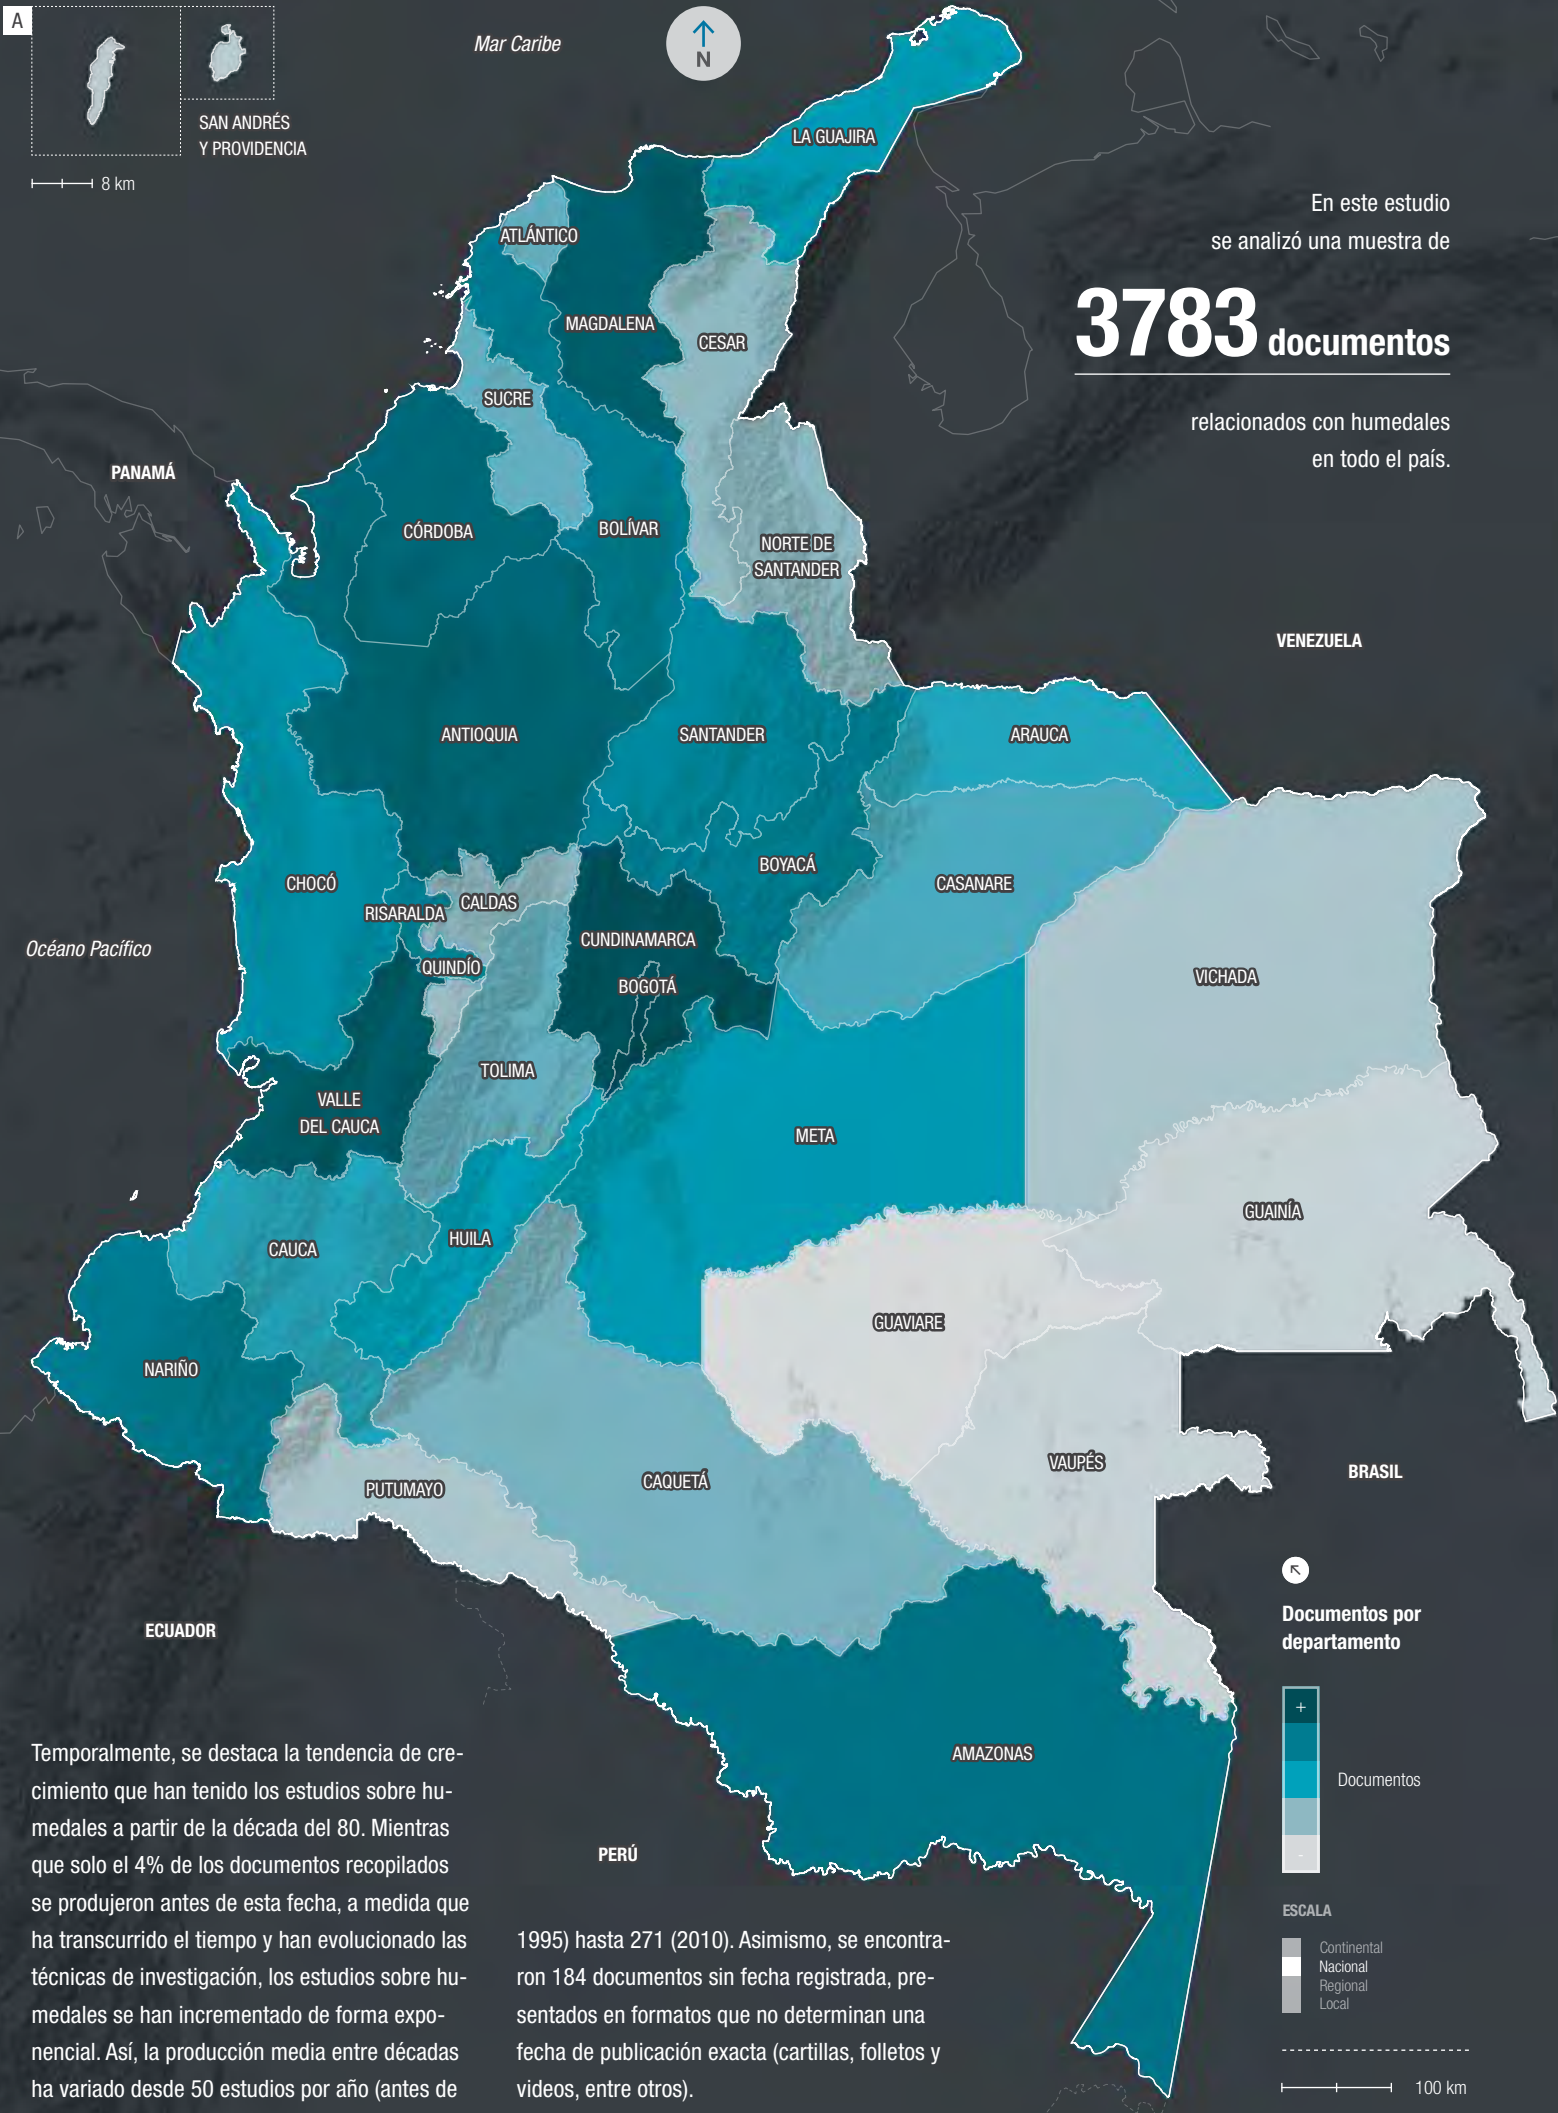 A
SAN ANDRÉS
Y PROVIDENCIA
8 km
Mar Caribe
N
LA GUAJIRA
En este estudio
se analizó una muestra de
3783 documentos
relacionados con humedales
en todo el país.
ATLÁNTICO
MAGDALENA
CESAR
SUCRE
PANAMÁ
CÓRDOBA
BOLÍVAR
NORTE DE
SANTANDER
VENEZUELA
ANTIOQUIA
SANTANDER
ARAUCA
CHOCÓ
BOYACÁ
CASANARE
RISARALDA
CALDAS
Océano Pacífico
CUNDINAMARCA
QUINDÍO
BOGOTÁ
VICHADA
TOLIMA
VALLE
DEL CAUCA
META
GUAINÍA
CAUCA
HUILA
GUAVIARE
NARIÑO
VAUPÉS
BRASIL
PUTUMAYO
CAQUETÁ
ECUADOR
AMAZONAS
PERÚ
Documentos por
departamento
+
Documentos
-
ESCALA
Continental
Nacional
Regional
Local
100 km
Temporalmente, se destaca la tendencia de cre-
cimiento que han tenido los estudios sobre hu-
medales a partir de la década del 80. Mientras
que solo el 4% de los documentos recopilados
se produjeron antes de esta fecha, a medida que
ha transcurrido el tiempo y han evolucionado las
técnicas de investigación, los estudios sobre hu-
medales se han incrementado de forma expo-
nencial. Así, la producción media entre décadas
ha variado desde 50 estudios por año (antes de
1995) hasta 271 (2010). Asimismo, se encontra-
ron 184 documentos sin fecha registrada, pre-
sentados en formatos que no determinan una
fecha de publicación exacta (cartillas, folletos y
videos, entre otros).